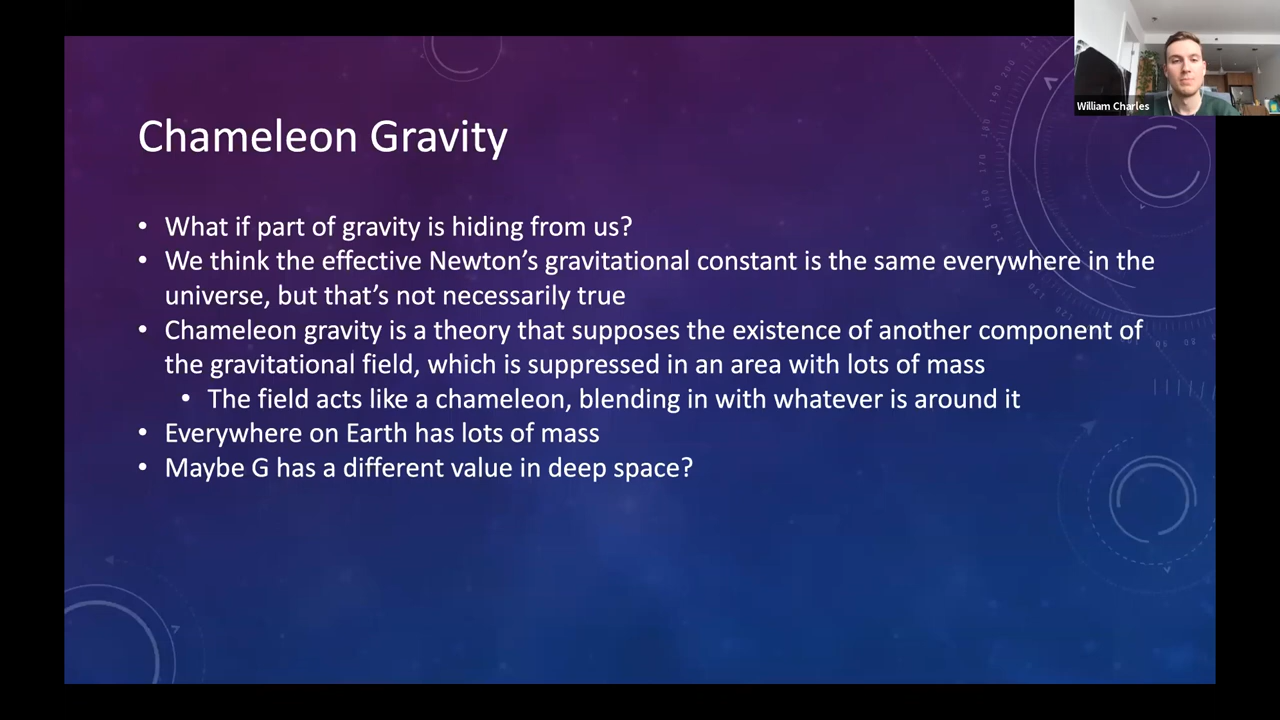 William Charles
Chameleon Gravity
• What if part of gravity is hiding from us?
• We think the effective Newton’s gravitational constant is the same everywhere in the
universe, but that’s not necessarily true
• Chameleon gravity is a theory that supposes the existence of another component of
the gravitational field, which is suppressed in an area with lots of mass
• The field acts like a chameleon, blending in with whatever is around it
• Everywhere on Earth has lots of mass
• Maybe G has a different value in deep space?